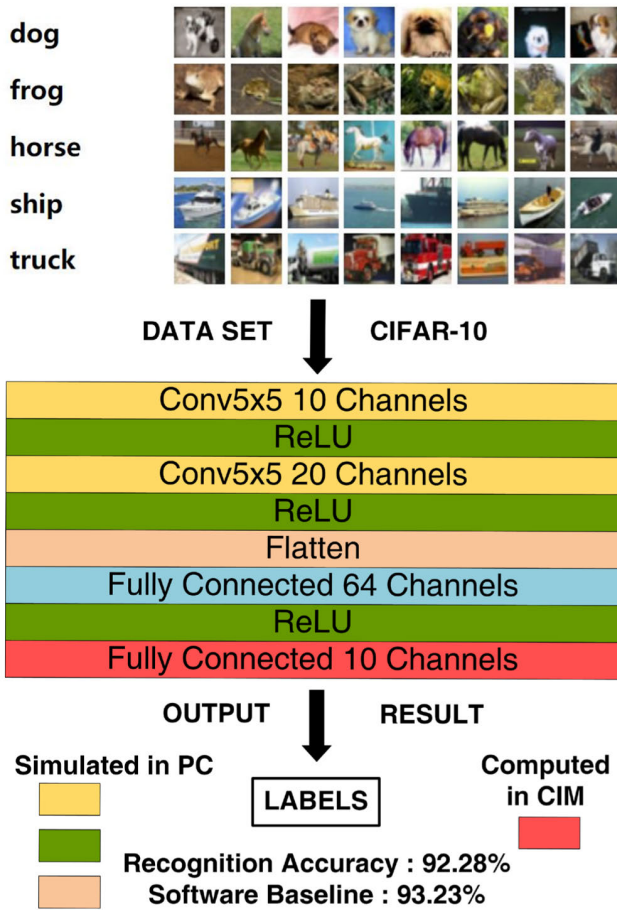 dog
frog
horse
ship
truck
DATA SET CIFAR-10
Conv5x5 10 Channels
ReLU
Conv5x5 20 Channels
ReLU
Flatten
Fully Connected 64 Channels
ReLU
Fully Connected 10 Channels
OUTPUT RESULT
Simulated in PC
LABELS
Computed
in CIM
Recognition Accuracy : 92.28%
Software Baseline : 93.23%